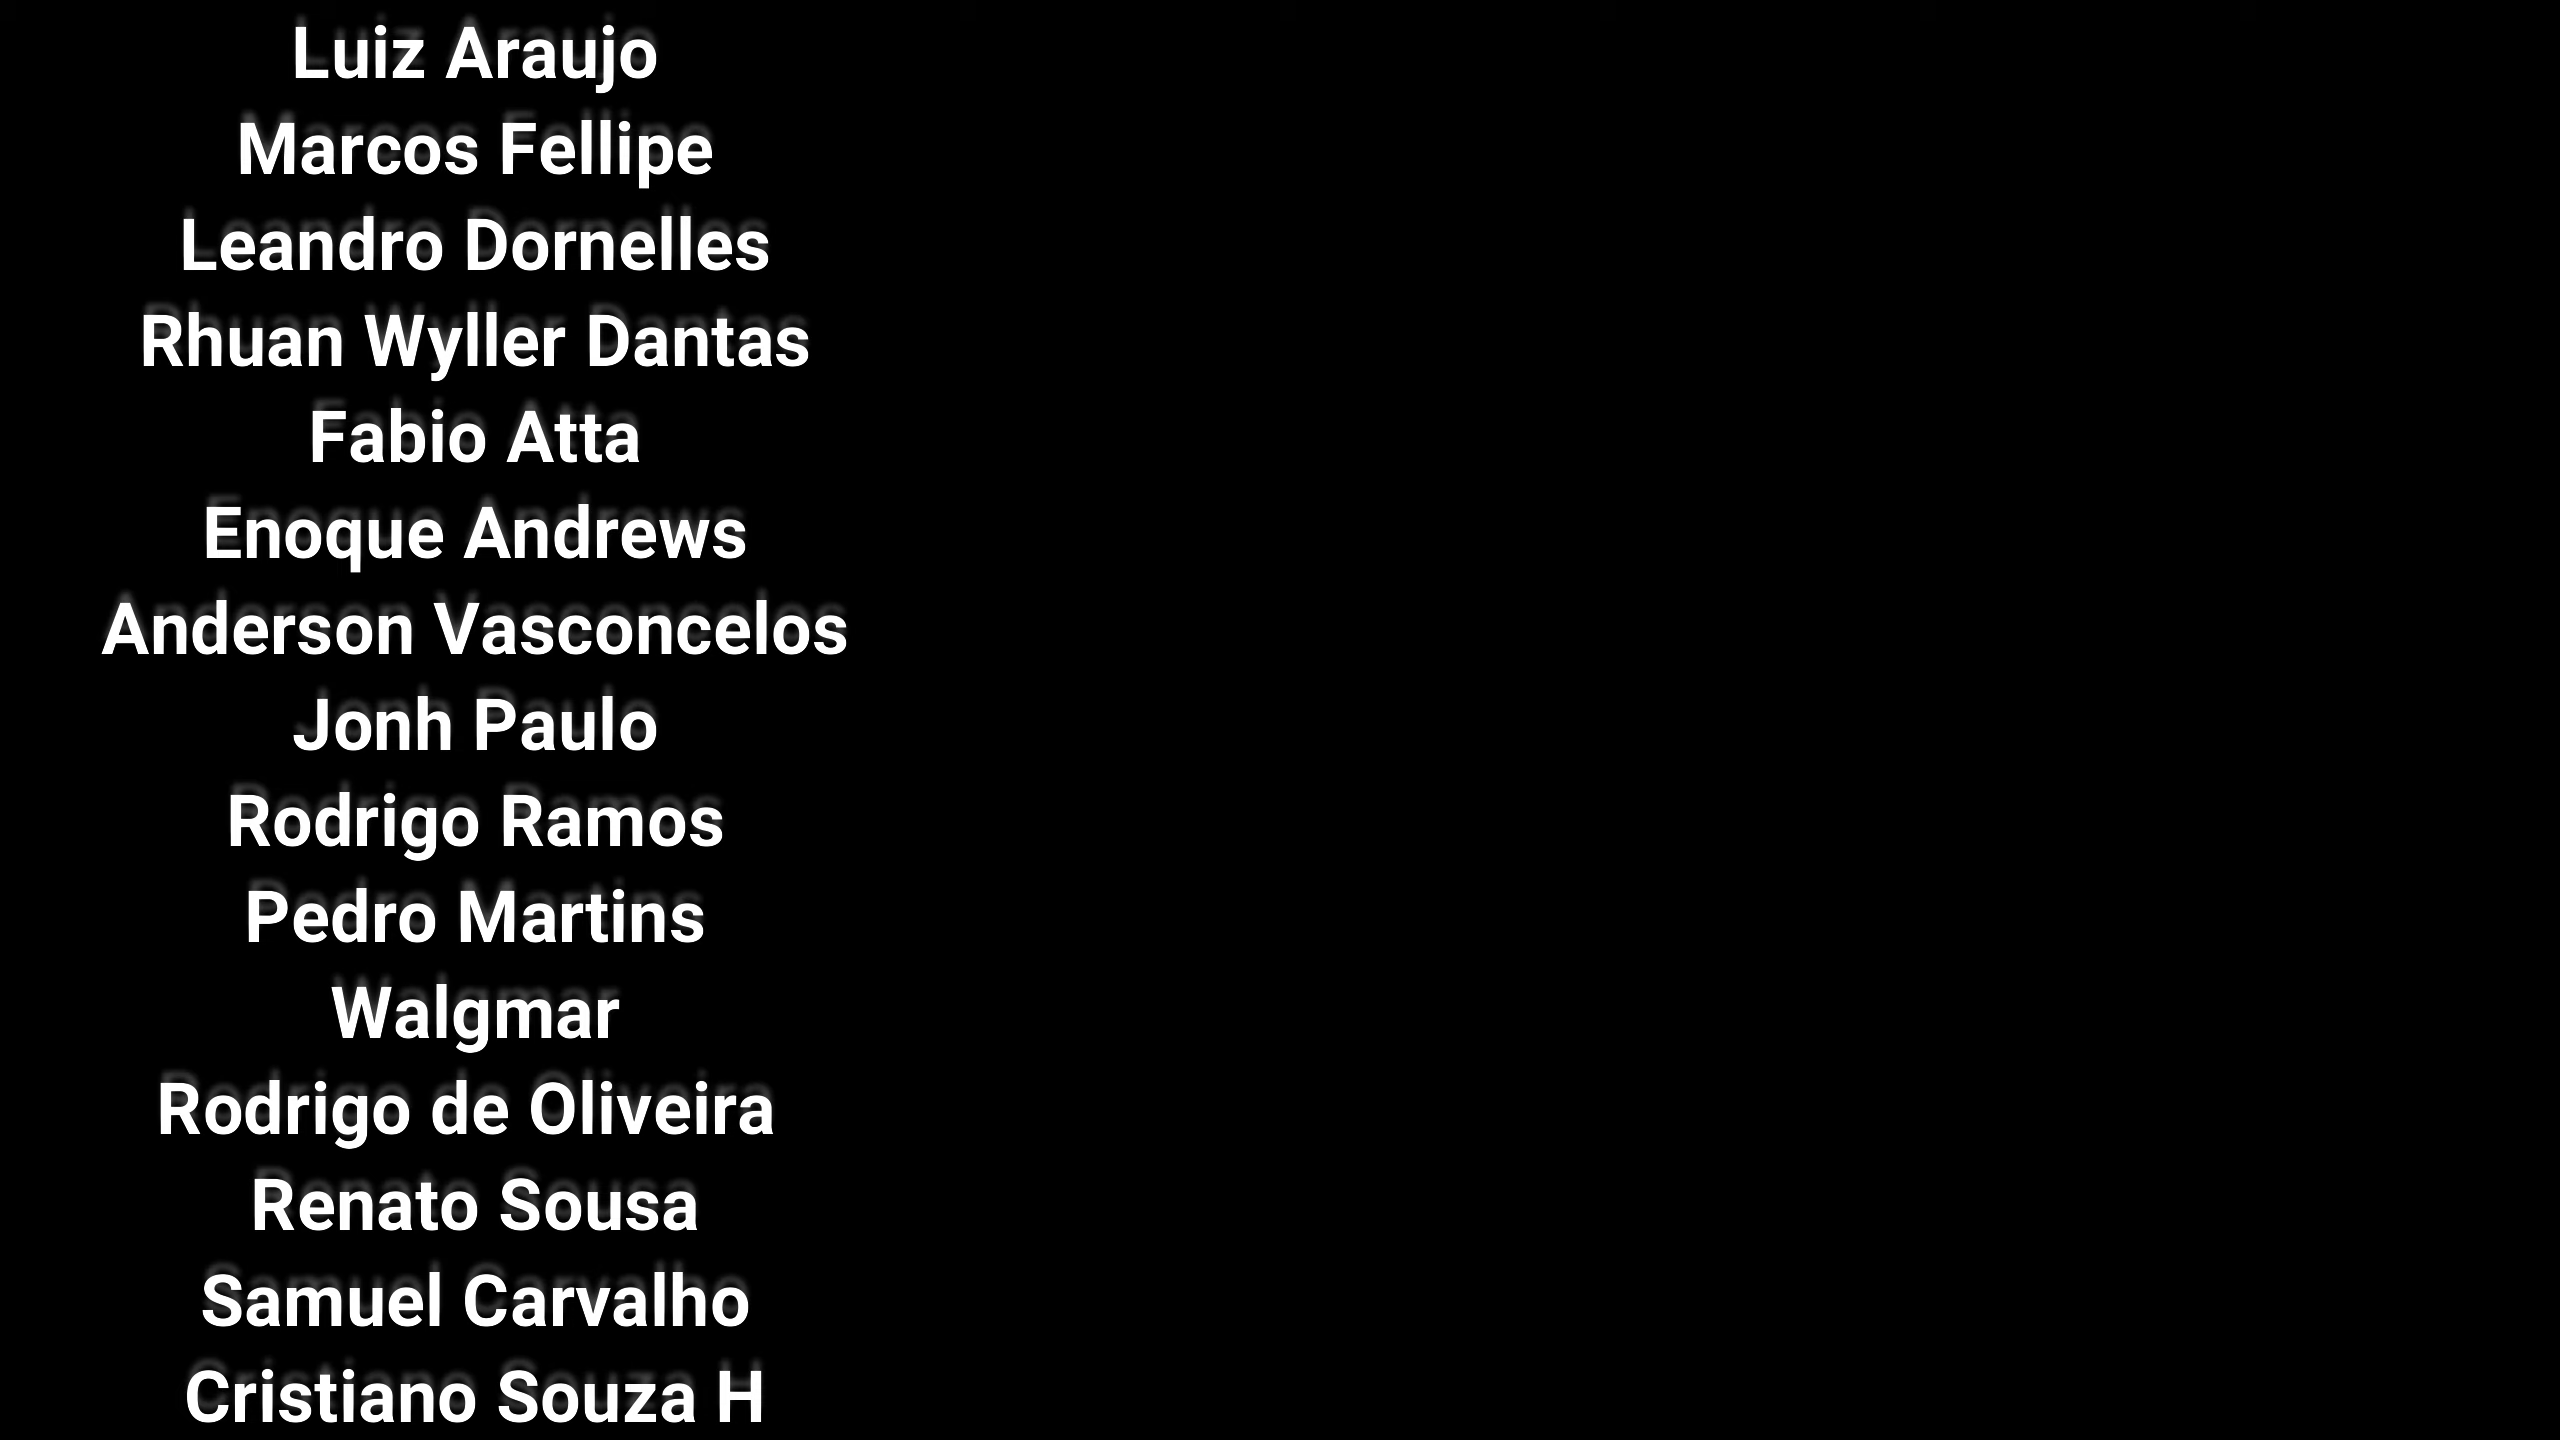 Luiz Araujo
Marcos Fellipe
Leandro Dornelles
Rhuan Wyller Dantas
Fabio Atta
Enoque Andrews
Anderson Vasconcelos
Jonh Paulo
Rodrigo Ramos
Pedro Martins
Walgmar
Rodrigo de Oliveira
Renato Sousa
Samuel Carvalho
Cristiano Souza H